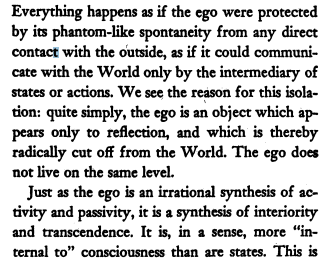 Everything happens as if the ego were protected
by its phantom-like spontaneity from any direct
contact with the outside, as if it could communi-
cate with the World only by the intermediary of
states or actions. We see the reason for this isola-
tion: quite simply, the ego is an object which ap-
pears only to reflection, and which is thereby
radically cut off from the World. The ego does
not live on the same level.
Just as the ego is an irrational synthesis of ac-
tivity and passivity, it is a synthesis of interiority
and transcendence. It is, in a sense, more “in-
ternal to” consciousness than are states. This is